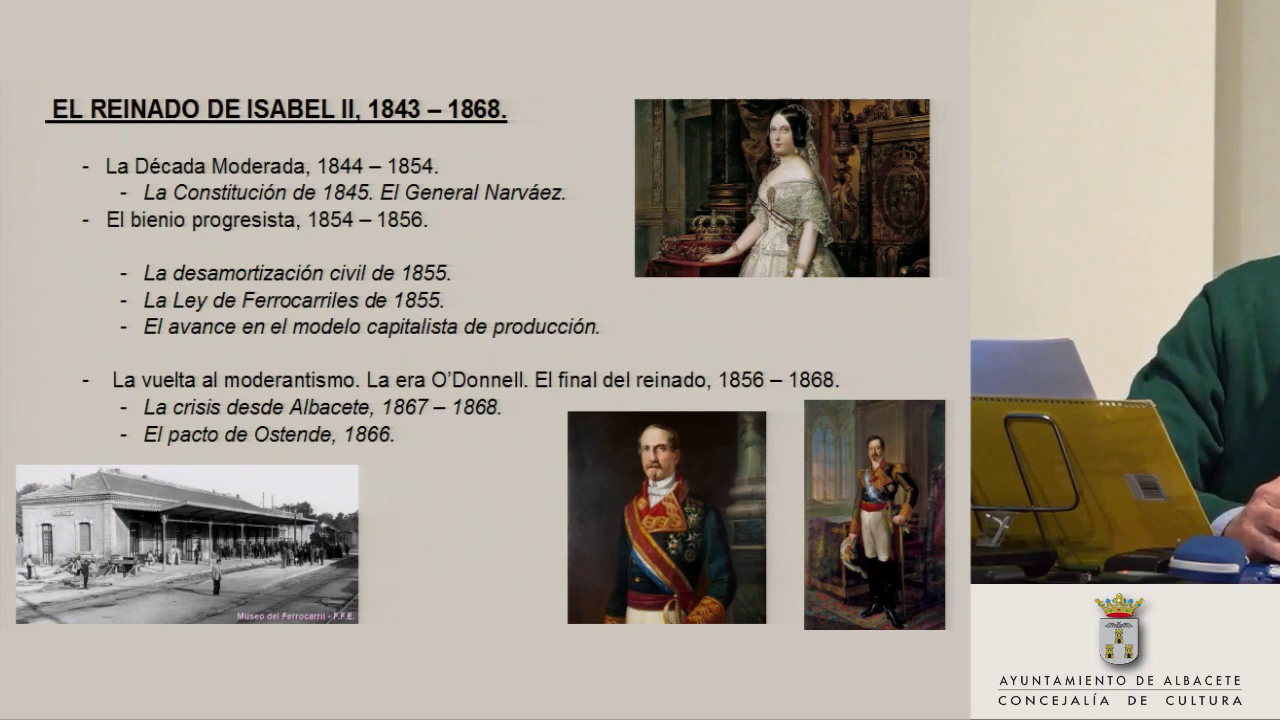 EL REINADO DE ISABEL II, 1843 – 1868.
- La Década Moderada, 1844 – 1854.
- La Constitución de 1845. El General Narváez.
- El bienio progresista, 1854 – 1856.
- La desamortización civil de 1855.
- La Ley de Ferrocarriles de 1855.
- El avance en el modelo capitalista de producción.
- La vuelta al moderantismo. La era O’Donnell. El final del reinado, 1856 – 1868.
- La crisis desde Albacete, 1867 – 1868.
- El pacto de Ostende, 1866.
Museo del Ferrocarril - F.F.E.
AYUNTAMIENTO DE ALBACETE
CONCEJALÍA DE CULTURA